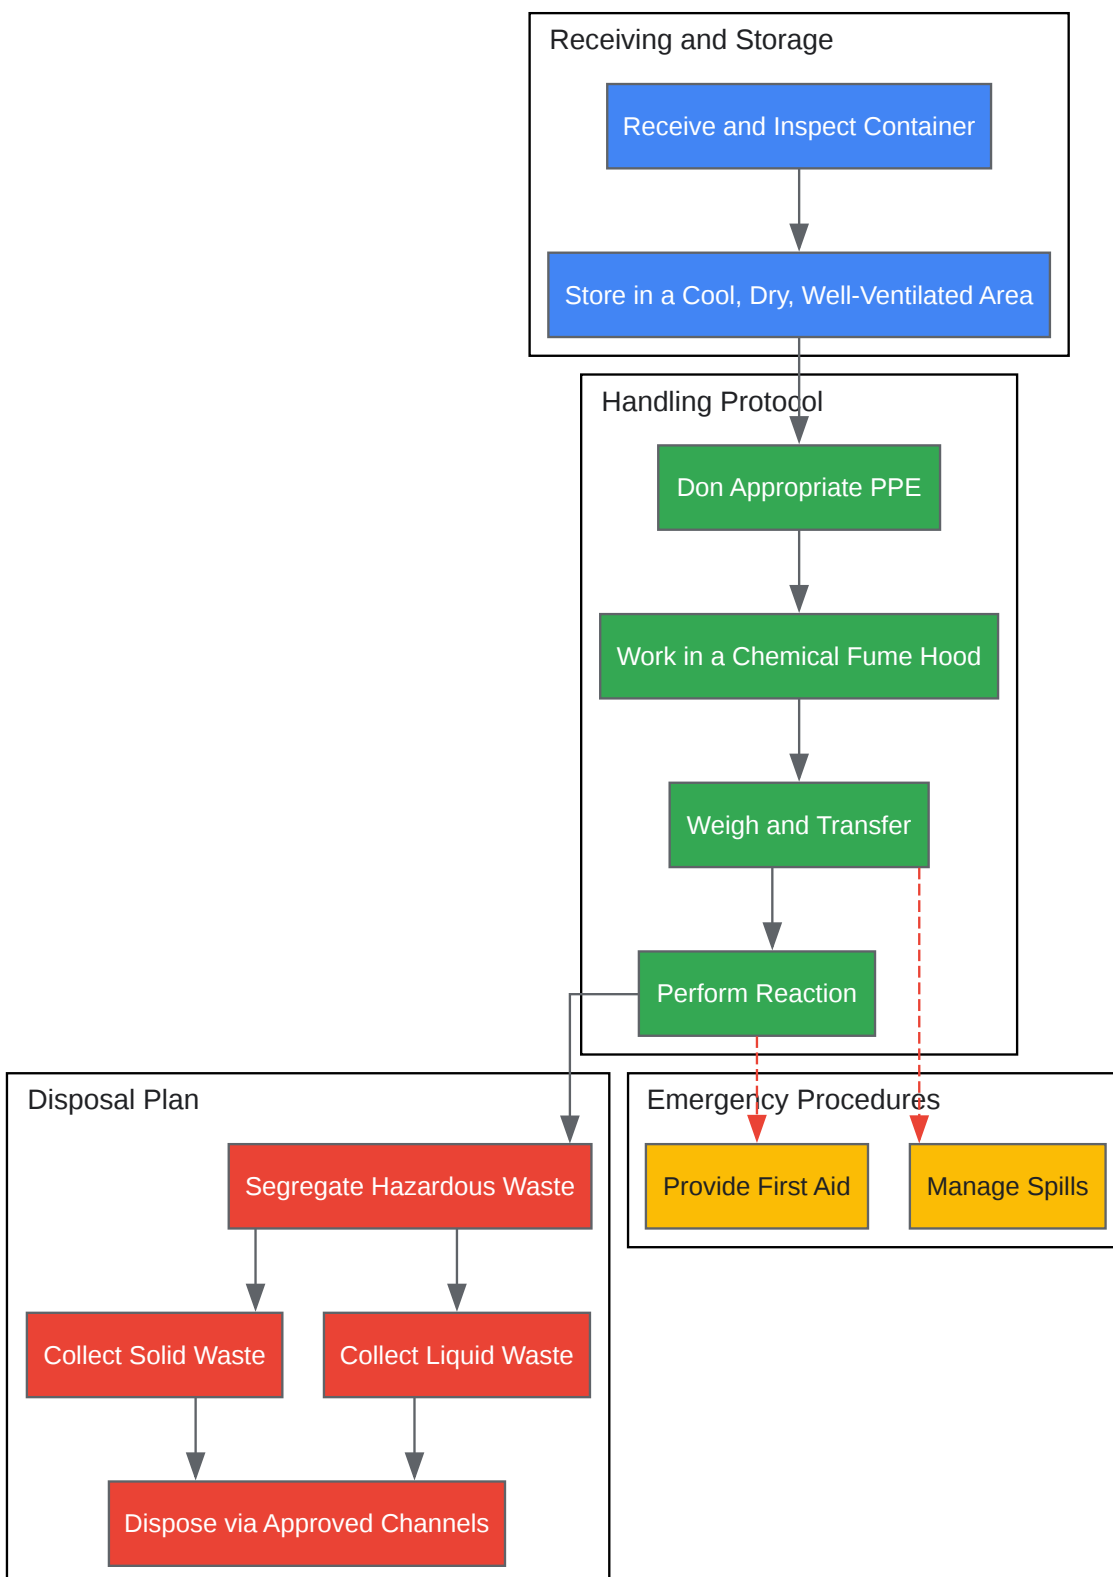 Receiving and Storage
Receive and Inspect Container
Store in a Cool, Dry, Well-Ventilated Area
Handling Protocol
Don Appropriate PPE
Work in a Chemical Fume Hood
Weigh and Transfer
Perform Reaction
Disposal Plan
Segregate Hazardous Waste
Collect Solid Waste
Collect Liquid Waste
Dispose via Approved Channels
Emergency Procedures
Provide First Aid
Manage Spills